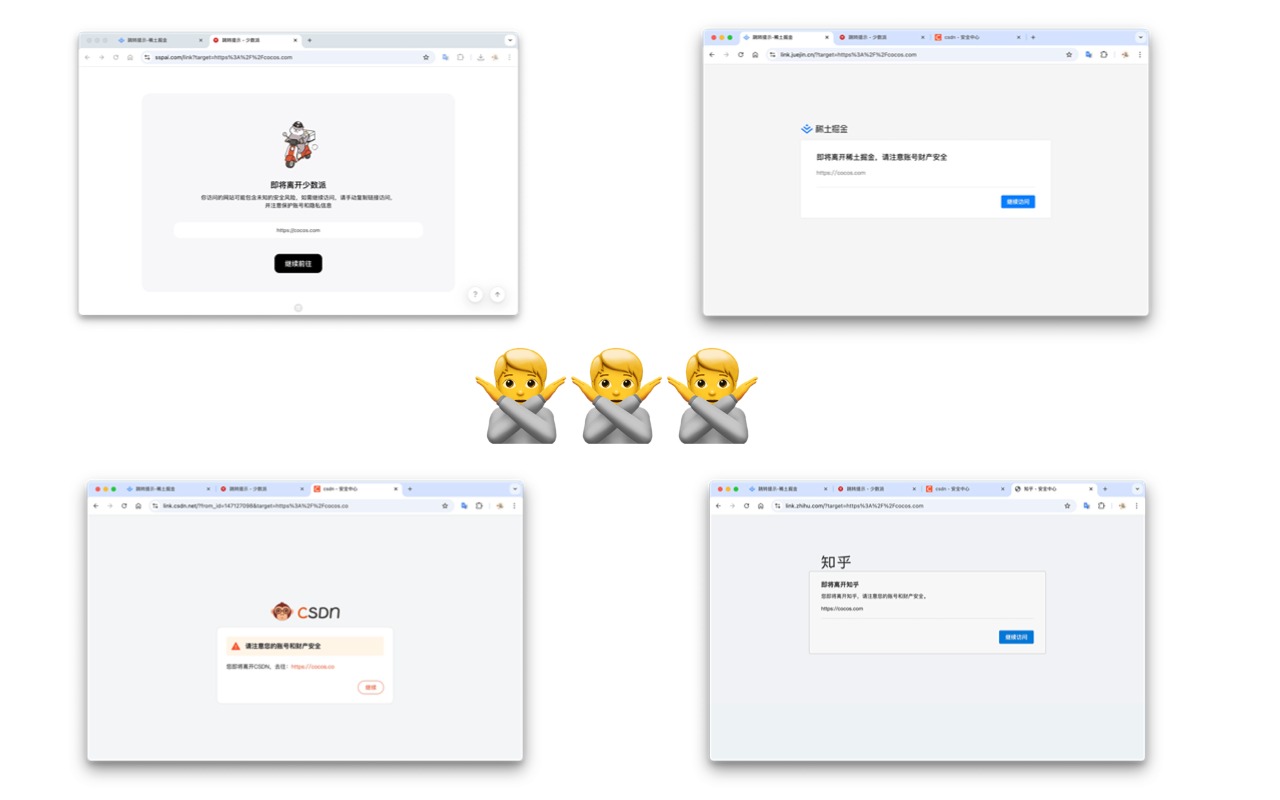 跳转提示-稀土掘金
跳转提示 - 少数派
sspai.com/link?target=https%3A%2F%2Fcocos.com
即将离开少数派
你访问的网站可能包含未知的安全风险，如需继续访问，请手动复制链接访问，
并注意保护账号和隐私信息
https://cocos.com
继续前往
?
跳转提示-稀土掘金
跳转提示 - 少数派
csdn - 安全中心
link.juejin.cn/?target=https%3A%2F%2Fcocos.com
稀土掘金
即将离开稀土掘金，请注意账号财产安全
https://cocos.com
继续访问
跳转提示-稀土掘金
跳转提示 - 少数派
csdn - 安全中心
link.csdn.net/?from_id=147127098&target=https%3A%2F%2Fcocos.co
CSDN
请注意您的账号和财产安全
您即将离开CSDN，去往：https://cocos.co
继续
跳转提示-稀土掘金
跳转提示 - 少数派
csdn - 安全中心
知乎 - 安全中心
link.zhihu.com/?target=https%3A%2F%2Fcocos.com
知乎
即将离开知乎
您即将离开知乎，请注意您的账号和财产安全。
https://cocos.com
继续访问